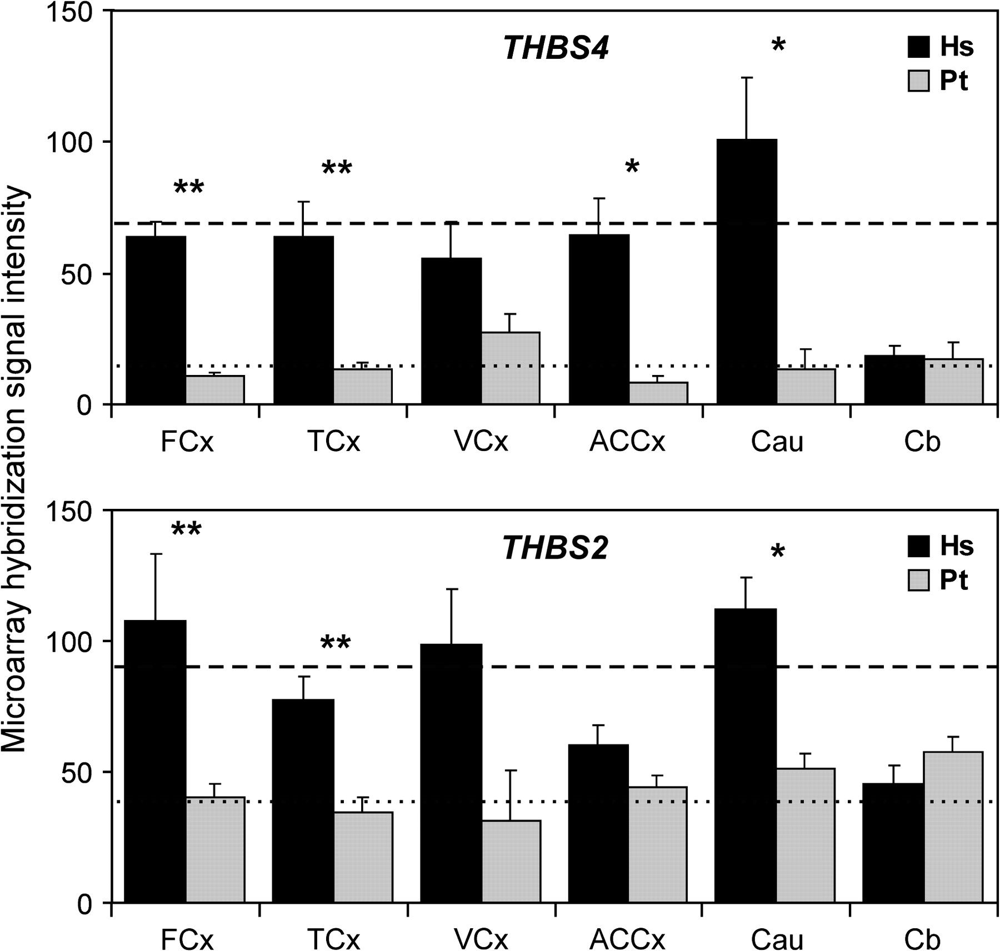 Microarray hybridization signal intensity
THBS4
Hs
Pt
150
100
50
0
**
**
*
*
FCx TCx VCx ACCx Cau Cb
THBS2
Hs
Pt
150
100
50
0
**
**
*
FCx TCx VCx ACCx Cau Cb